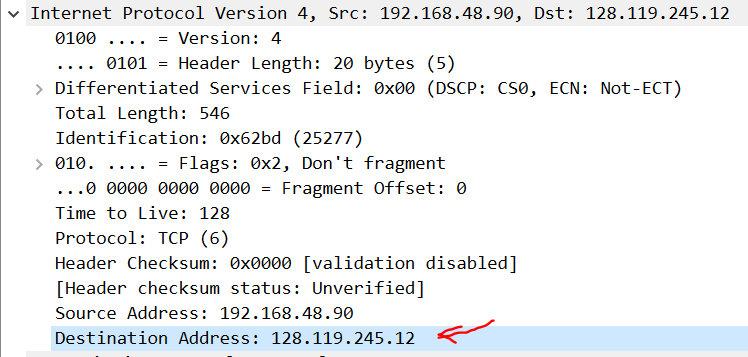 Internet Protocol Version 4, Src: 192.168.48.90, Dst: 128.119.245.12
0100 .... = Version: 4
.... 0101 = Header Length: 20 bytes (5)
Differentiated Services Field: 0x00 (DSCP: CS0, ECN: Not-ECT)
Total Length: 546
Identification: 0x62bd (25277)
010. .... = Flags: 0x2, Don't fragment
...0 0000 0000 0000 = Fragment Offset: 0
Time to Live: 128
Protocol: TCP (6)
Header Checksum: 0x0000 [validation disabled]
[Header checksum status: Unverified]
Source Address: 192.168.48.90
Destination Address: 128.119.245.12